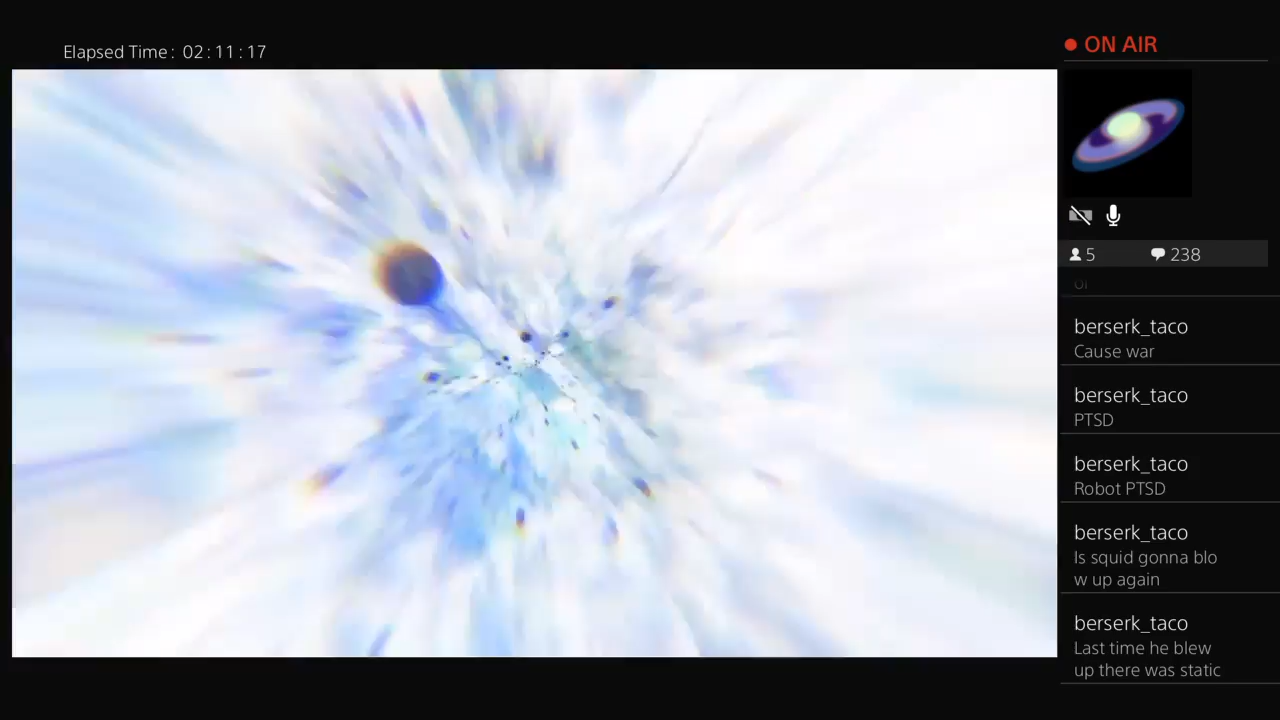 Elapsed Time: 02:11:17
ON AIR
5
238
berserk_taco
Cause war
berserk_taco
PTSD
berserk_taco
Robot PTSD
berserk_taco
Is squid gonna blo
w up again
berserk_taco
Last time he blew
up there was static